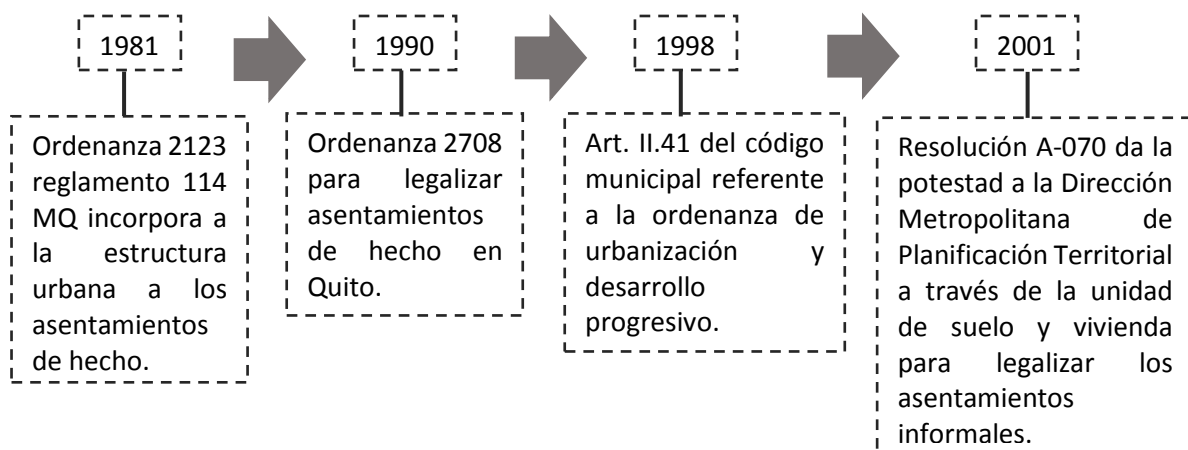 1981
Ordenanza 2123
reglamento 114
MQ incorpora a
la estructura
urbana a los
asentamientos
de hecho.
1990
Ordenanza 2708
para legalizar
asentamientos
de hecho en
Quito.
1998
Art. II.41 del código
municipal referente
a la ordenanza de
urbanización y
desarrollo
progresivo.
2001
Resolución A-070 da la
potestad a la Dirección
Metropolitana de
Planificación Territorial
a través de la unidad
de suelo y vivienda
para legalizar los
asentamientos
informales.